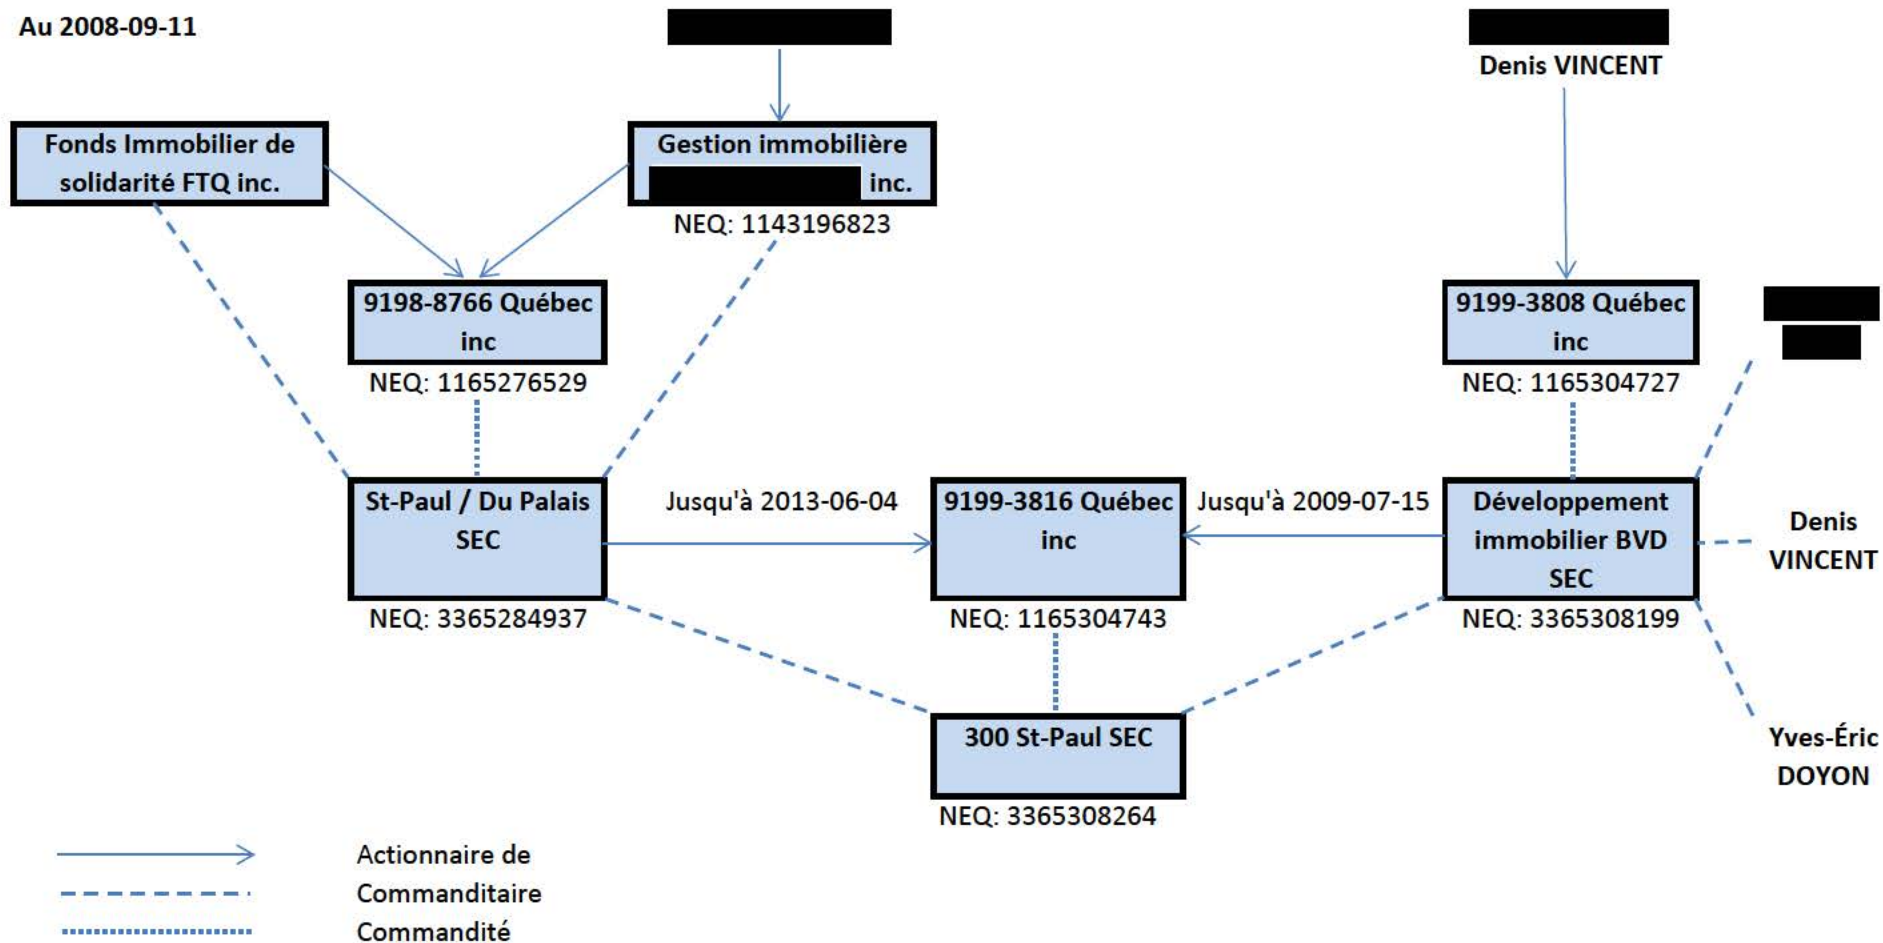 Au 2008-09-11
Denis VINCENT
Fonds Immobilier de
solidarité FTQ inc.
Gestion immobilière
inc.
NEQ: 1143196823
9198-8766 Québec
inc
NEQ: 1165276529
9199-3808 Québec
inc
NEQ: 1165304727
St-Paul / Du Palais
SEC
NEQ: 3365284937
Jusqu'à 2013-06-04
9199-3816 Québec
inc
NEQ: 1165304743
Jusqu'à 2009-07-15
Développement
immobilier BVD
SEC
NEQ: 3365308199
Denis
VINCENT
Yves-Éric
DOYON
300 St-Paul SEC
NEQ: 3365308264
Actionnaire de
Commanditaire
Commandité